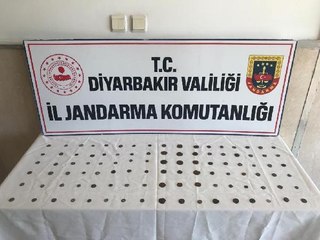 T.C.
DİYARBAKIR VALİLİĞİ
İL JANDARMA KOMUTANLIĞI